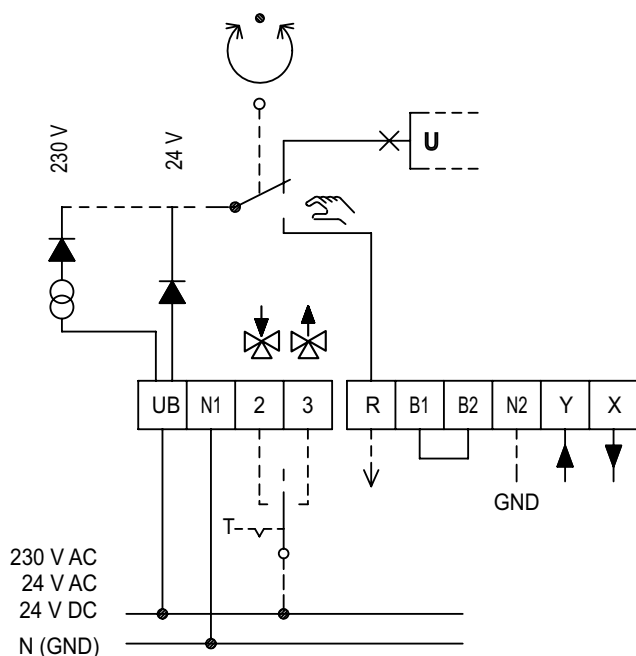 230 V
24 V
U
UB N1 2 3 R B1 B2 N2 Y X
GND
T
230 V AC
24 V AC
24 V DC
N (GND)